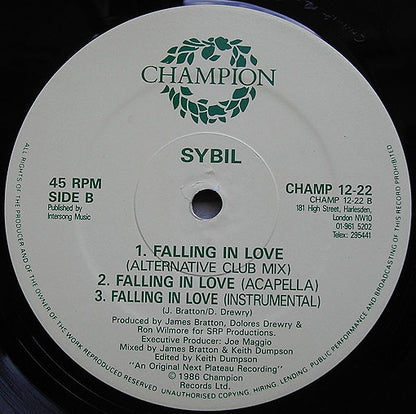 CHAMPION
SYBIL
45 RPM
SIDE B
Published by
Intersong Music
CHAMP 12-22
CHAMP 12-22 B
181 High Street, Harlesden,
London NW10
01-961 5202
Telex: 295441
1. FALLING IN LOVE
(ALTERNATIVE CLUB MIX)
2. FALLING IN LOVE (ACAPELLA)
3. FALLING IN LOVE (INSTRUMENTAL)
(J. Bratton/D. Drewry)
Produced by James Bratton, Dolores Drewry &
Ron Wilmore for SRP Productions.
Executive Producer: Joe Maggio
Mixed by James Bratton & Keith Dumpson
Edited by Keith Dumpson
"An Original Next Plateau Recording"
© 1986 Champion
Records Ltd.
ALL RIGHTS OF THE PRODUCER AND OF THE OWNER OF THE WORK REPRODUCED RESERVED. UNAUTHORISED COPYING, HIRING, LENDING, PUBLIC PERFORMANCE AND BROADCASTING OF THIS RECORD PROHIBITED